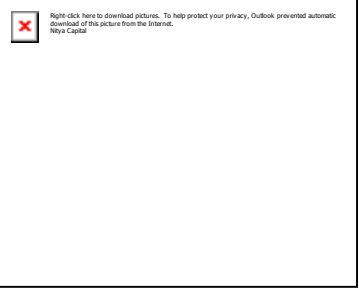 Right-click here to download pictures.  To help protect your privacy, Outlook prevented automatic
download of this picture from the Internet.
Nitya Capital